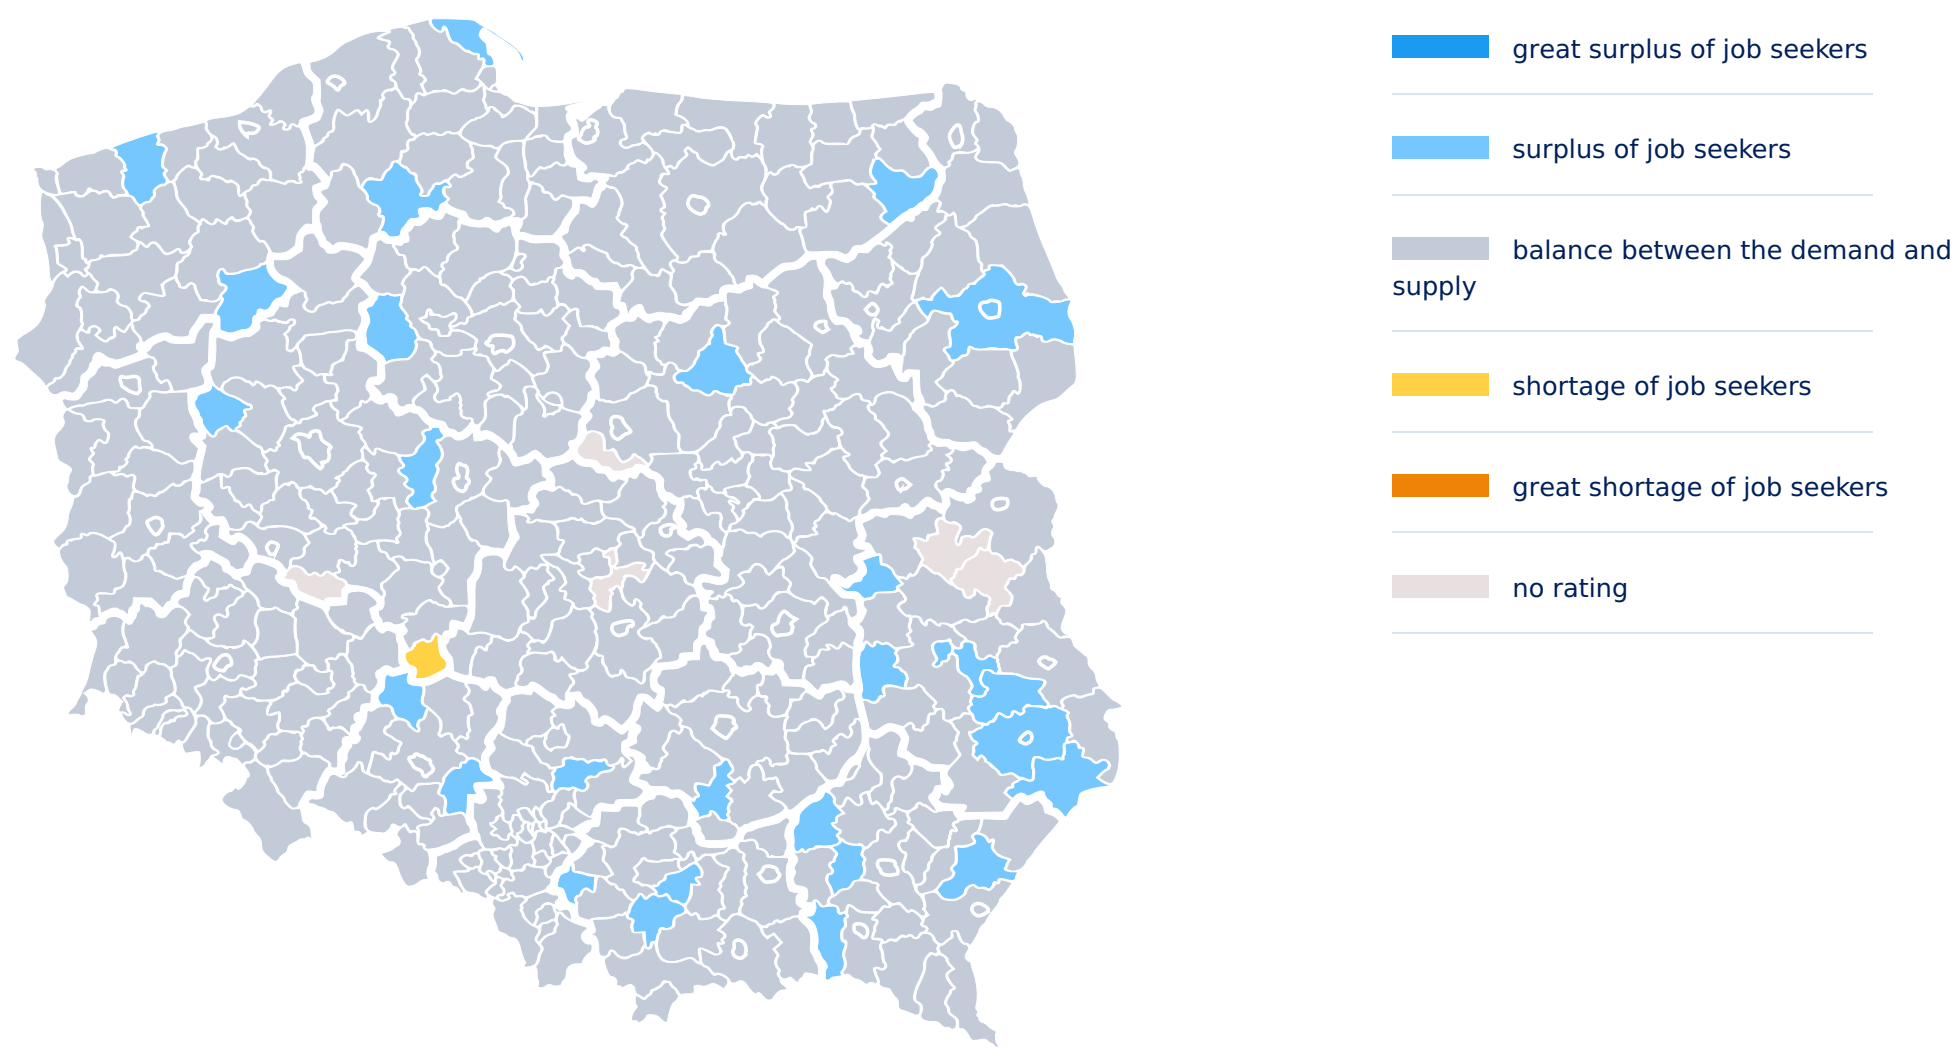 great surplus of job seekers
surplus of job seekers
balance between the demand and
supply
shortage of job seekers
great shortage of job seekers
no rating